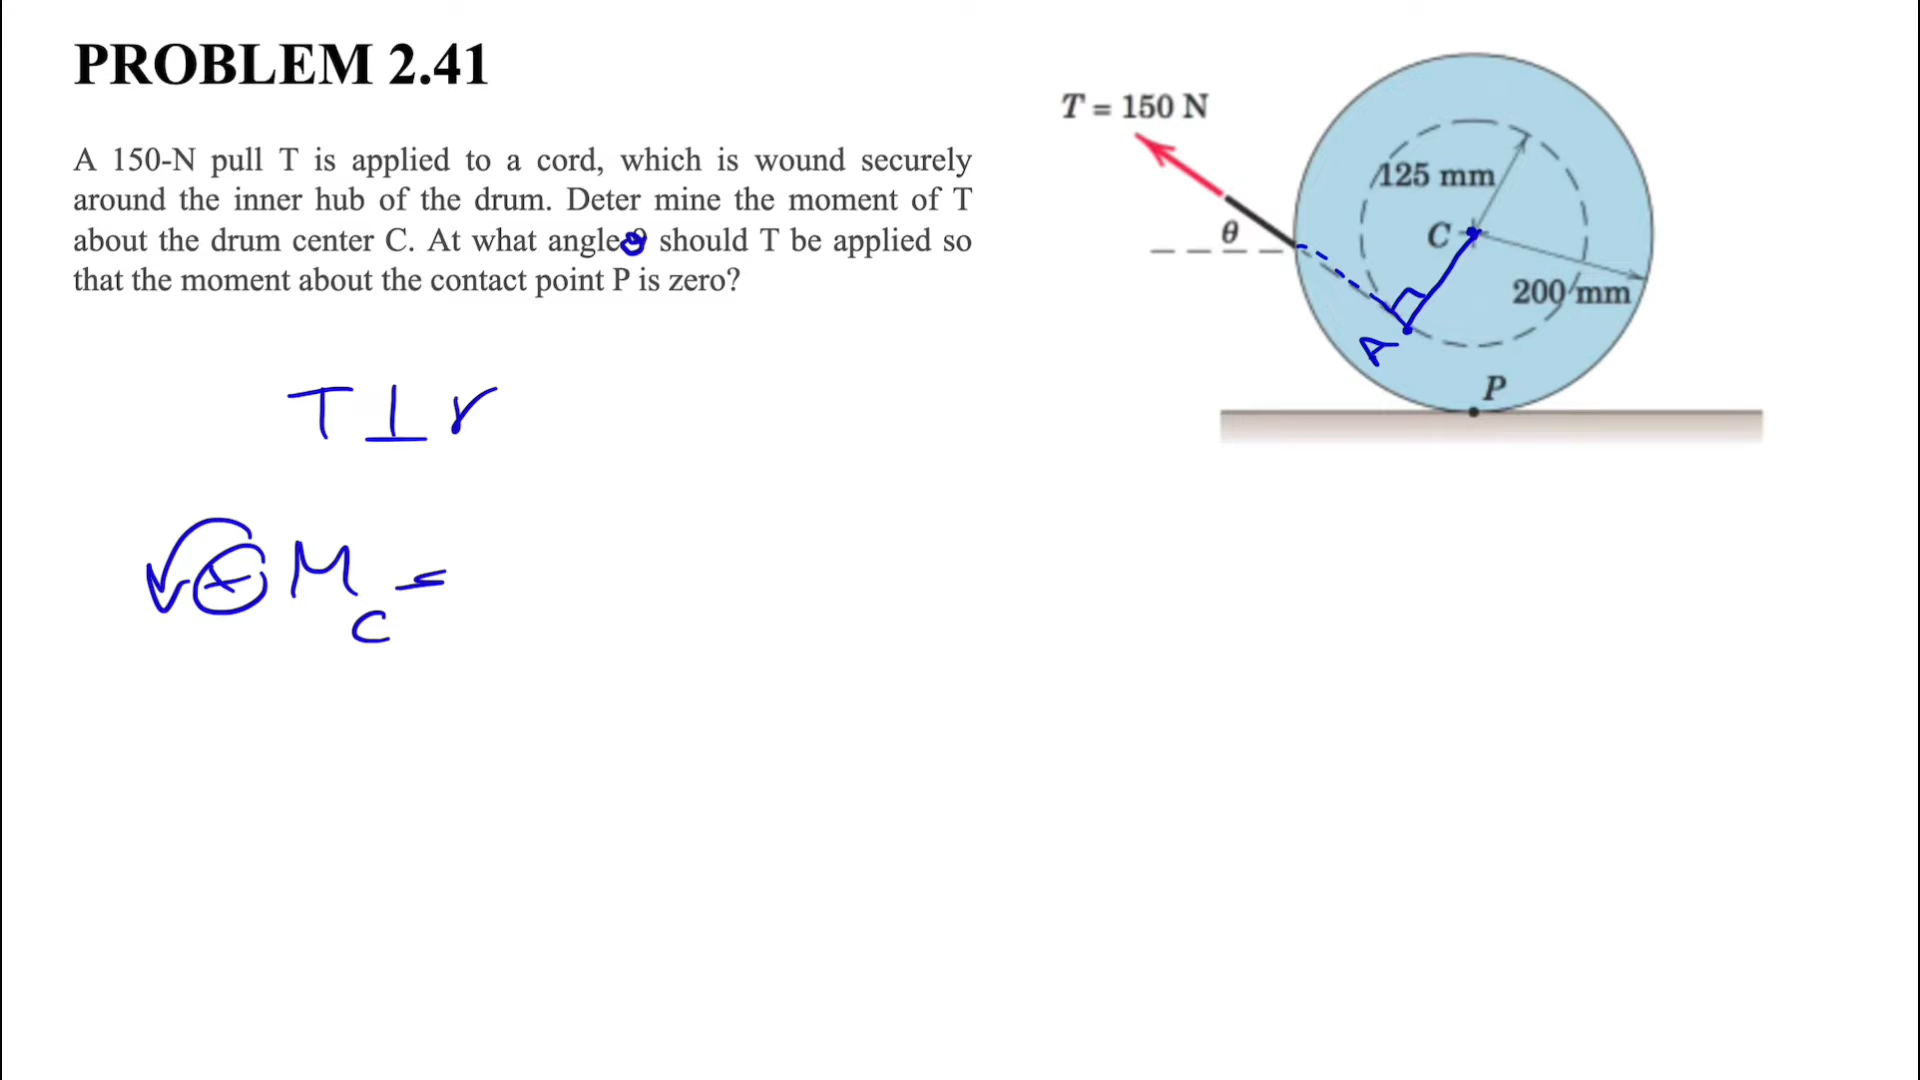 PROBLEM 2.41
A 150-N pull T is applied to a cord, which is wound securely
around the inner hub of the drum. Deter mine the moment of T
about the drum center C. At what angle θ should T be applied so
that the moment about the contact point P is zero?
T = 150 N
θ
125 mm
C
200 mm
A
P
T ⊥ r
+ M_C =